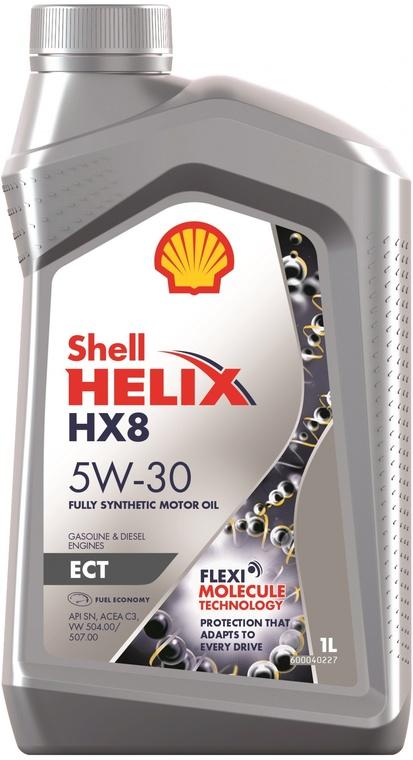 Shell
HELIX
HX8
5W-30
FULLY SYNTHETIC MOTOR OIL
GASOLINE & DIESEL
ENGINES
ECT
FUEL ECONOMY
API SN, ACEA C3,
VW 504.00/
507.00
FLEXI
MOLECULE
TECHNOLOGY
PROTECTION THAT
ADAPTS TO
EVERY DRIVE
1L
600040227